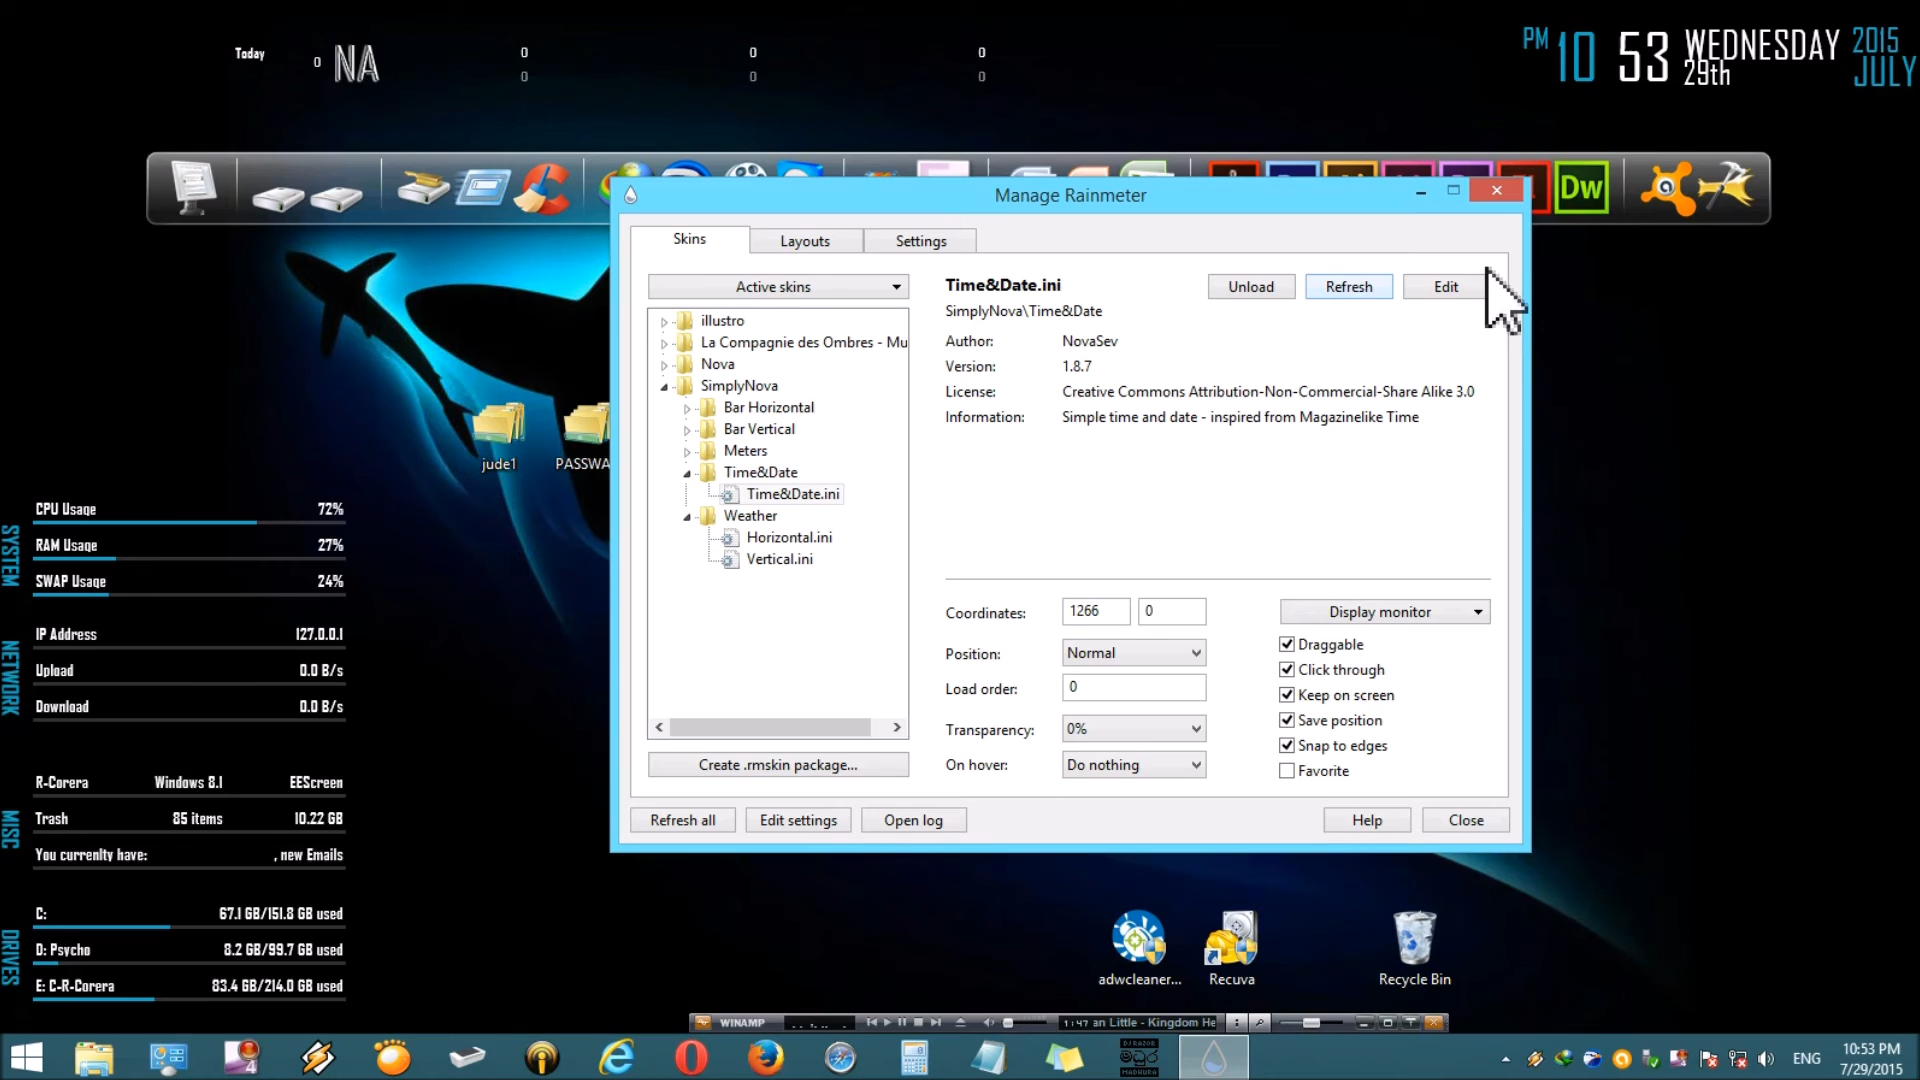 Today
0 NA
0 0 0
0 0 0
PM 10 53 WEDNESDAY 29th 2015 JULY
Dw
Manage Rainmeter
Skins Layouts Settings
Active skins
illustro
La Compagnie des Ombres - Mu
Nova
SimplyNova
Bar Horizontal
Bar Vertical
Meters
Time&Date
Time&Date.ini
Weather
Horizontal.ini
Vertical.ini
Create .rmskin package...
Time&Date.ini
Unload Refresh Edit
SimplyNova\Time&Date
Author: NovaSev
Version: 1.8.7
License: Creative Commons Attribution-Non-Commercial-Share Alike 3.0
Information: Simple time and date - inspired from Magazinelike Time
Coordinates: 1266 0
Display monitor
Position: Normal
Load order: 0
Transparency: 0%
On hover: Do nothing
Draggable
Click through
Keep on screen
Save position
Snap to edges
Favorite
Refresh all Edit settings Open log Help Close
jude1
PASSWA
SYSTEM
CPU Usage 72%
RAM Usage 27%
SWAP Usage 24%
NETWORK
IP Address 127.0.0.1
Upload 0.0 B/s
Download 0.0 B/s
MISC
R-Corera Windows 8.1 EEScreen
Trash 85 items 10.22 GB
You currenlty have: , new Emails
DRIVES
C: 67.1 GB/151.8 GB used
D: Psycho 8.2 GB/99.7 GB used
E: C-R-Corera 83.4 GB/214.0 GB used
adwcleaner...
Recuva
Recycle Bin
WINAMP
1:47 an Little - Kingdom He
4
DJ RAZOR
මධුර
MADHURA
ENG
10:53 PM
7/29/2015